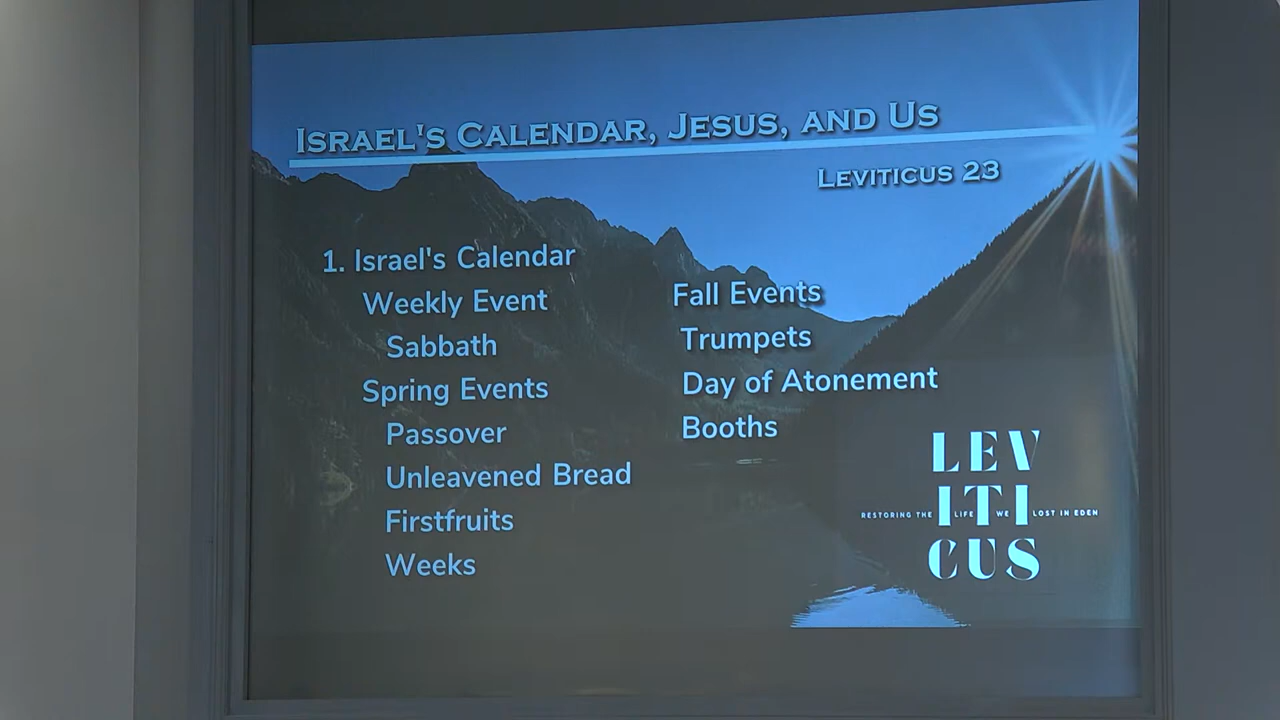 Israel's Calendar, Jesus, and Us
Leviticus 23
1. Israel's Calendar
Weekly Event
Sabbath
Spring Events
Passover
Unleavened Bread
Firstfruits
Weeks
Fall Events
Trumpets
Day of Atonement
Booths
LEV
ITI
RESTORING THE LIFE WE LOST IN EDEN
CUS